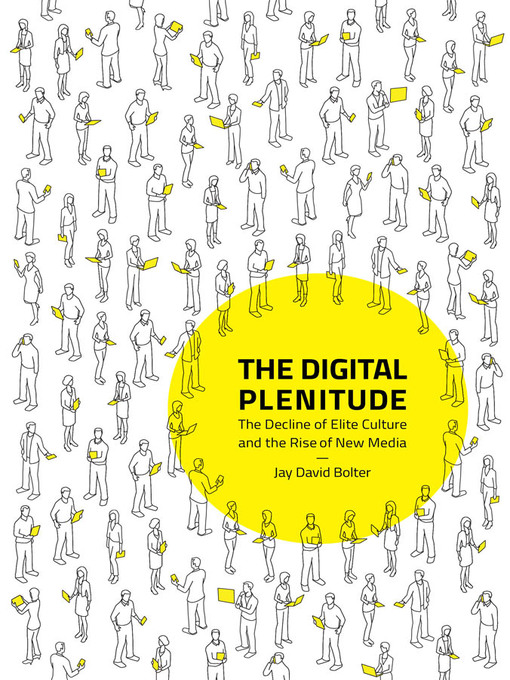 THE DIGITAL
PLENITUDE
The Decline of Elite Culture
and the Rise of New Media
—
Jay David Bolter